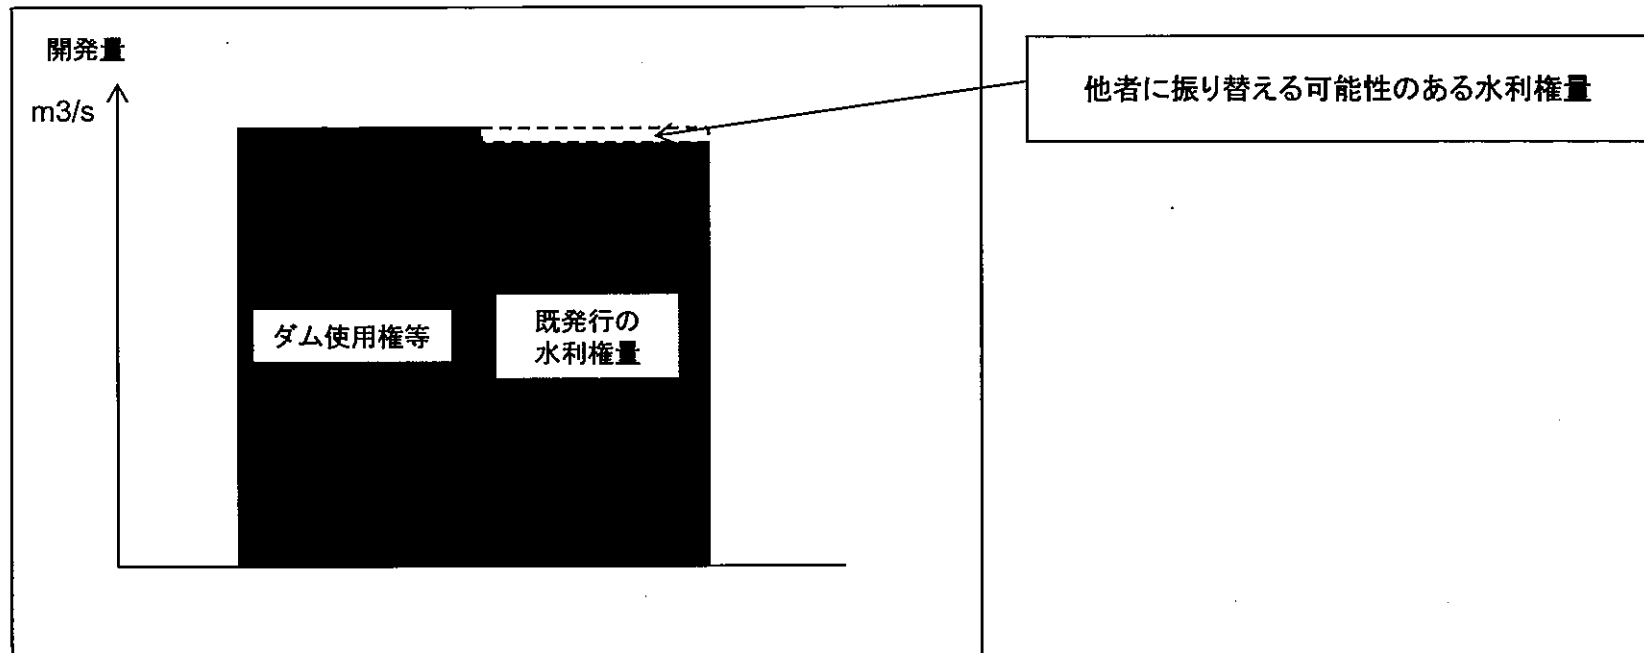 開発量
m3/s
他者に振り替える可能性のある水利権量
ダム使用権等
既発行の
水利権量